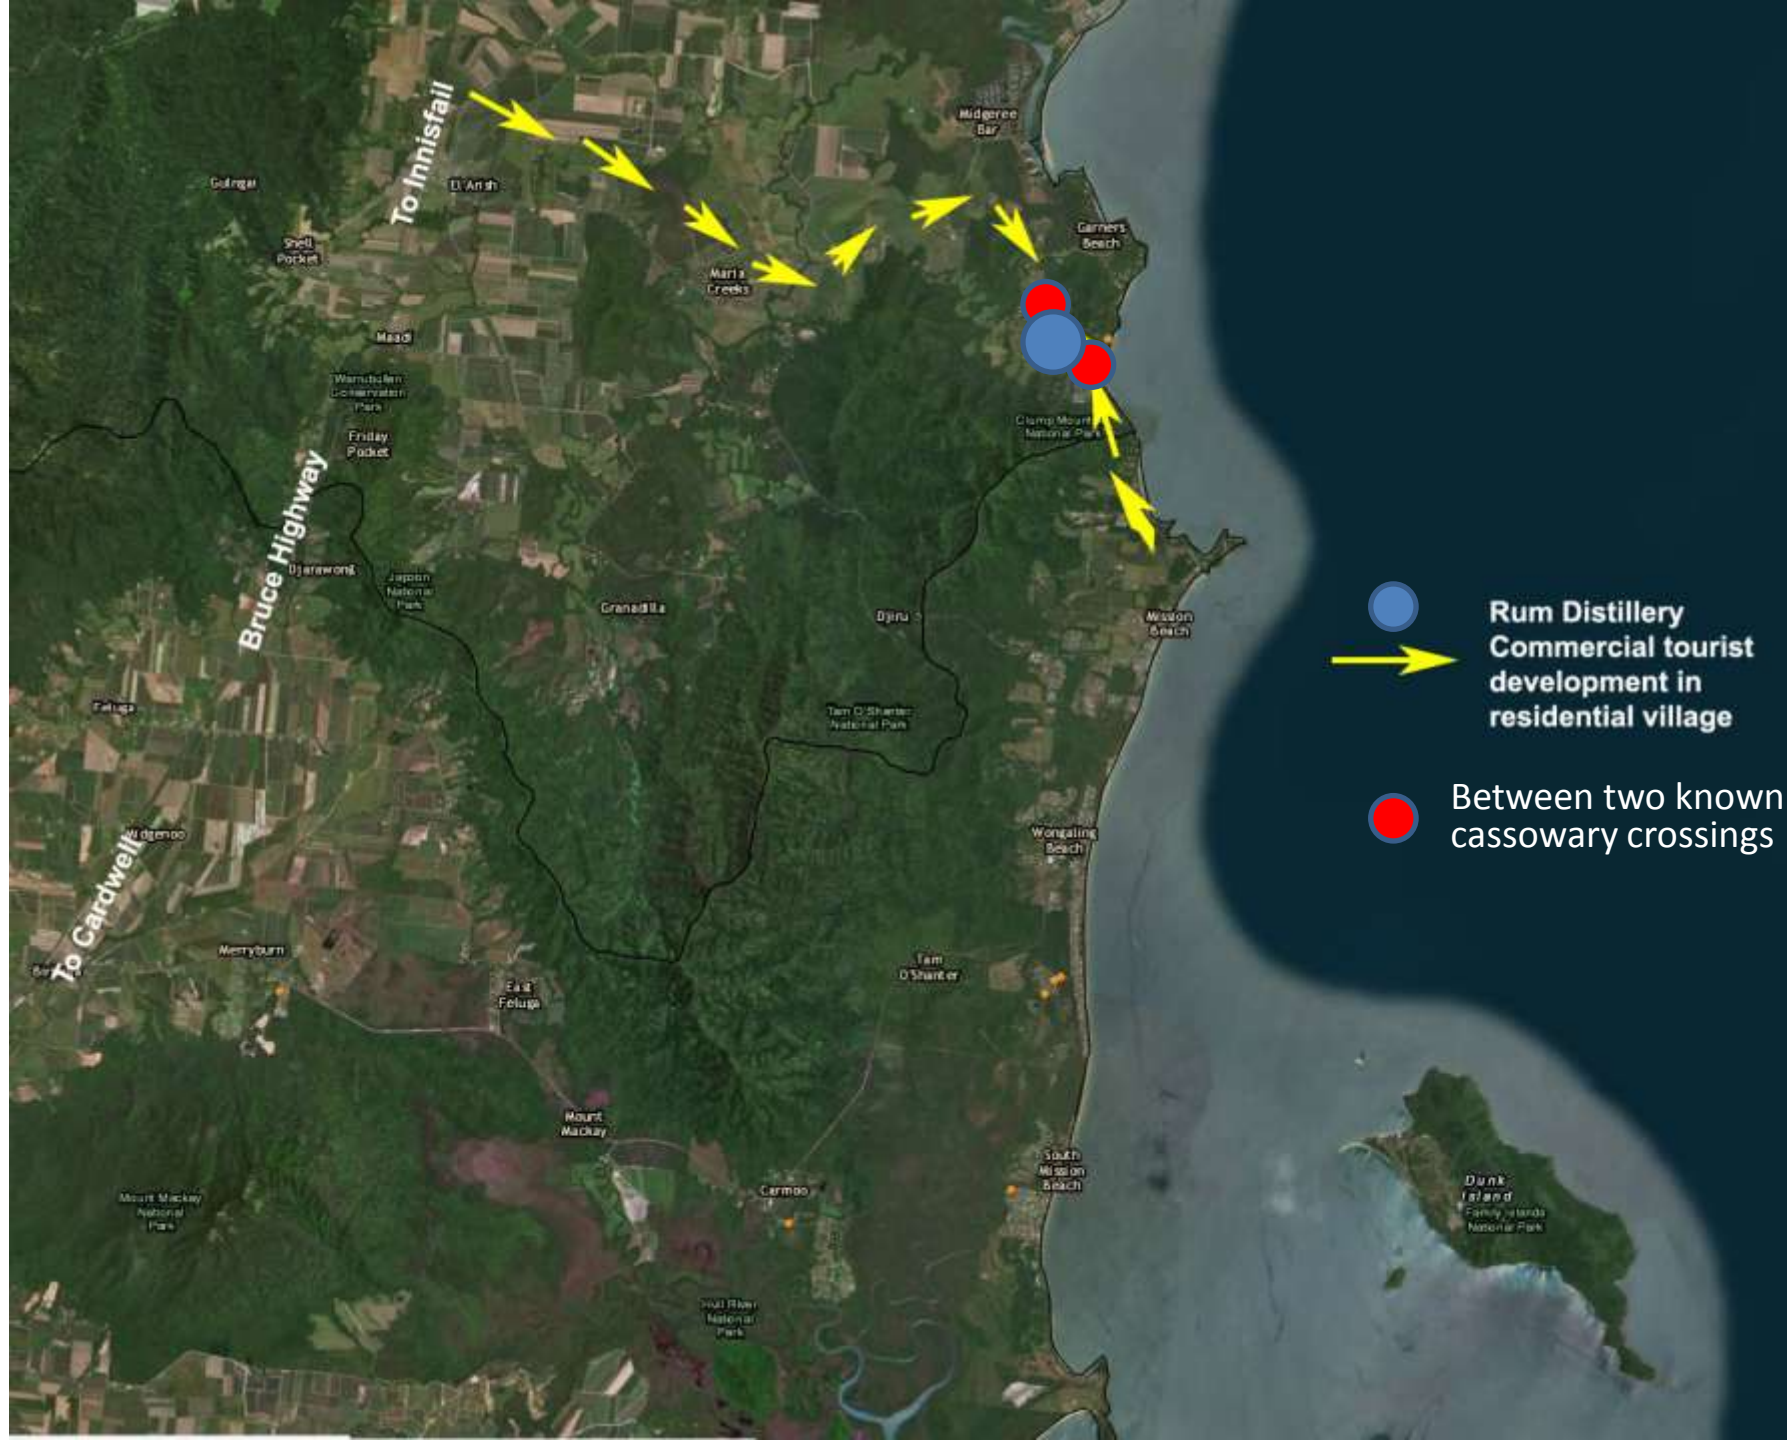 Midgeree
Bar
To Innisfail
El Arish
Gulngai
Shell
Pocket
Garners
Beach
Maria
Creeks
Maadi
Warrubullen
Conservation
Park
Friday
Pocket
Clump Mount
National Park
Bruce Highway
Djarawong
Japoon
National
Park
Granadilla
Djiru
Mission
Beach
Rum Distillery
Commercial tourist
development in
residential village
Feluga
Tam O'Shanter
National Park
Between two known
cassowary crossings
Midgenoo
Wongaling
Beach
To Cardwell
Merryburn
East
Feluga
Tam
O'Shanter
Mount
Mackay
South
Mission
Beach
Carmoo
Mount Mackay
National
Park
Dunk
Island
Family Islands
National Park
Hull River
National
Park